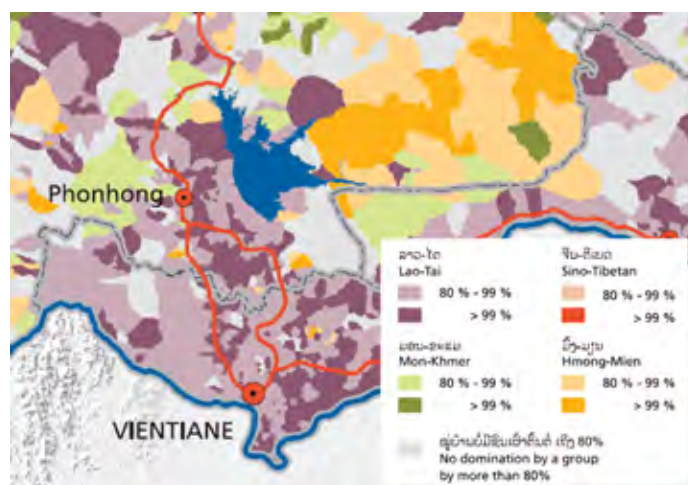 Phonhong
VIENTIANE
ລາວ-ໄຕ
Lao-Tai
80 % - 99 %
> 99 %
ຈີນ-ຕິເບດ
Sino-Tibetan
80 % - 99 %
> 99 %
ມອນ-ຂະແມ
Mon-Khmer
80 % - 99 %
> 99 %
Hmong-Mien
80 % - 99 %
> 99 %
80%
No domination by a group
by more than 80%